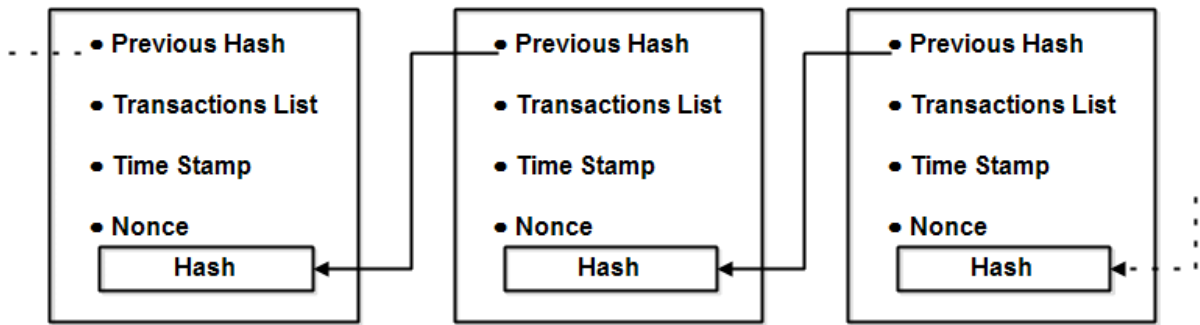 • Previous Hash
• Transactions List
• Time Stamp
• Nonce
Hash
• Previous Hash
• Transactions List
• Time Stamp
• Nonce
Hash
• Previous Hash
• Transactions List
• Time Stamp
• Nonce
Hash